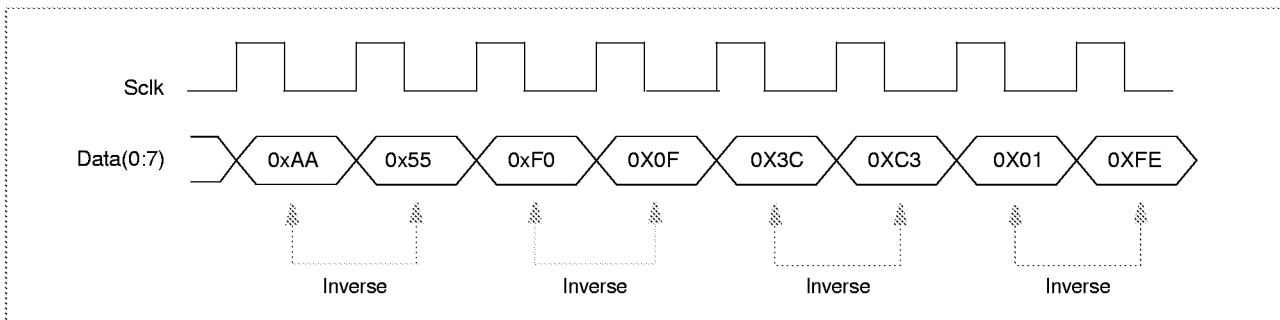 Sclk
Data(0:7) 0xAA 0x55 0xF0 0X0F 0X3C 0XC3 0X01 0XFE
Inverse Inverse Inverse Inverse